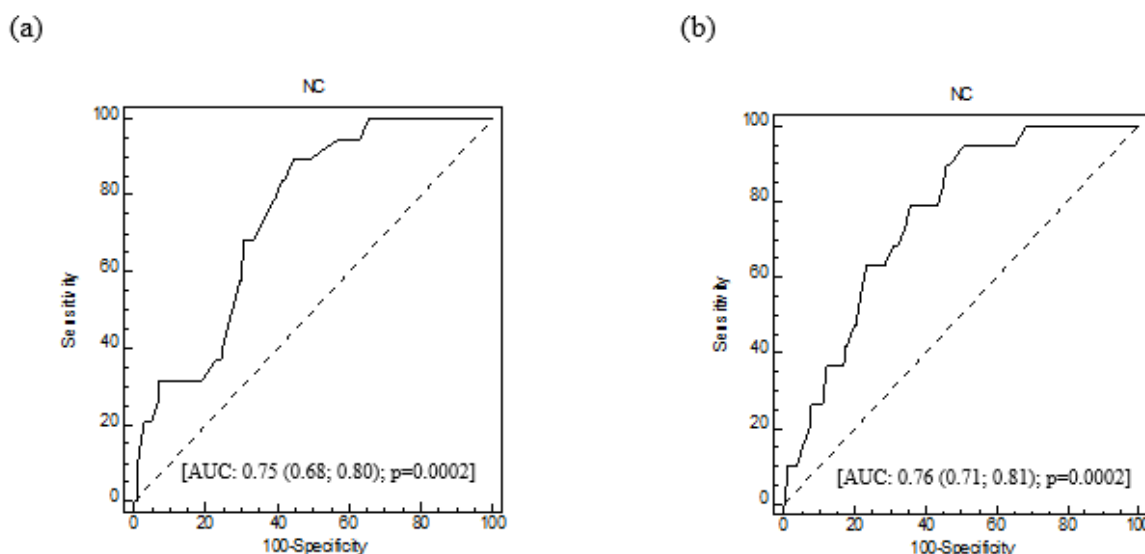 (a)
NC
100
80
60
40
20
0
Sensitivity
0 20 40 60 80 100
100-Specificity
[AUC: 0.75 (0.68; 0.80); p=0.0002]
(b)
NC
100
80
60
40
20
0
Sensitivity
0 20 40 60 80 100
100-Specificity
[AUC: 0.76 (0.71; 0.81); p=0.0002]